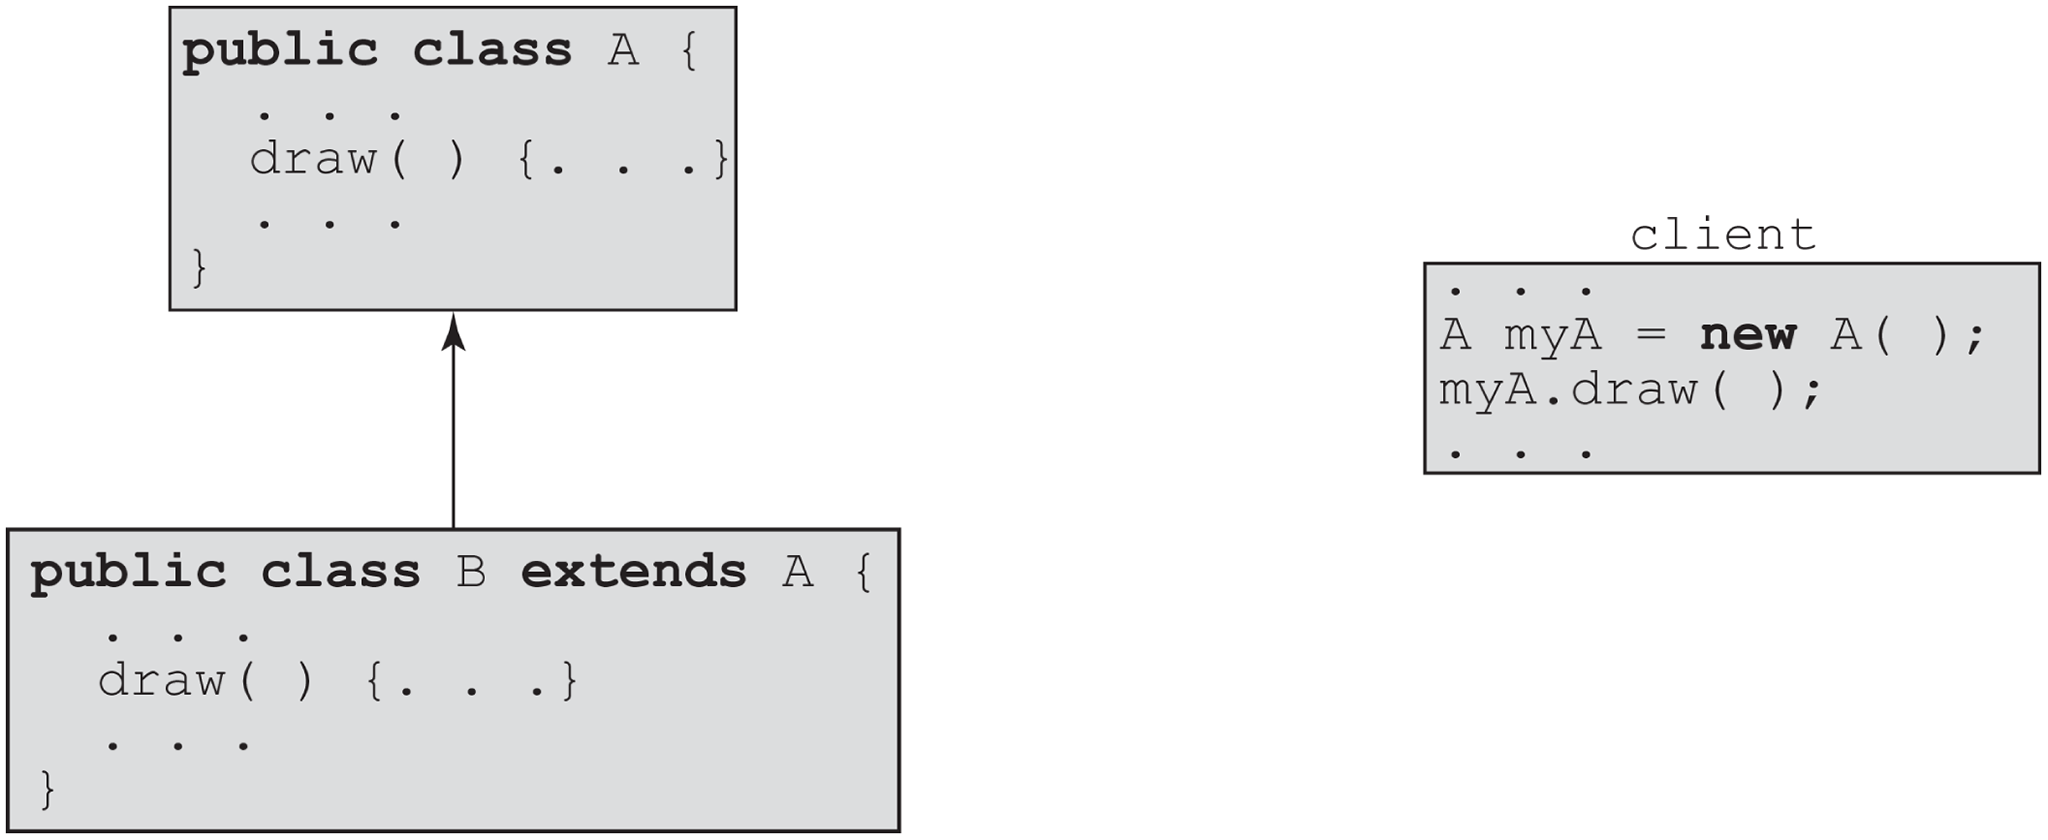 public class A {
. . .
draw( ) {. . .}
. . .
}
client
. . .
A myA = new A( );
myA.draw( );
. . .
public class B extends A {
. . .
draw( ) {. . .}
. . .
}